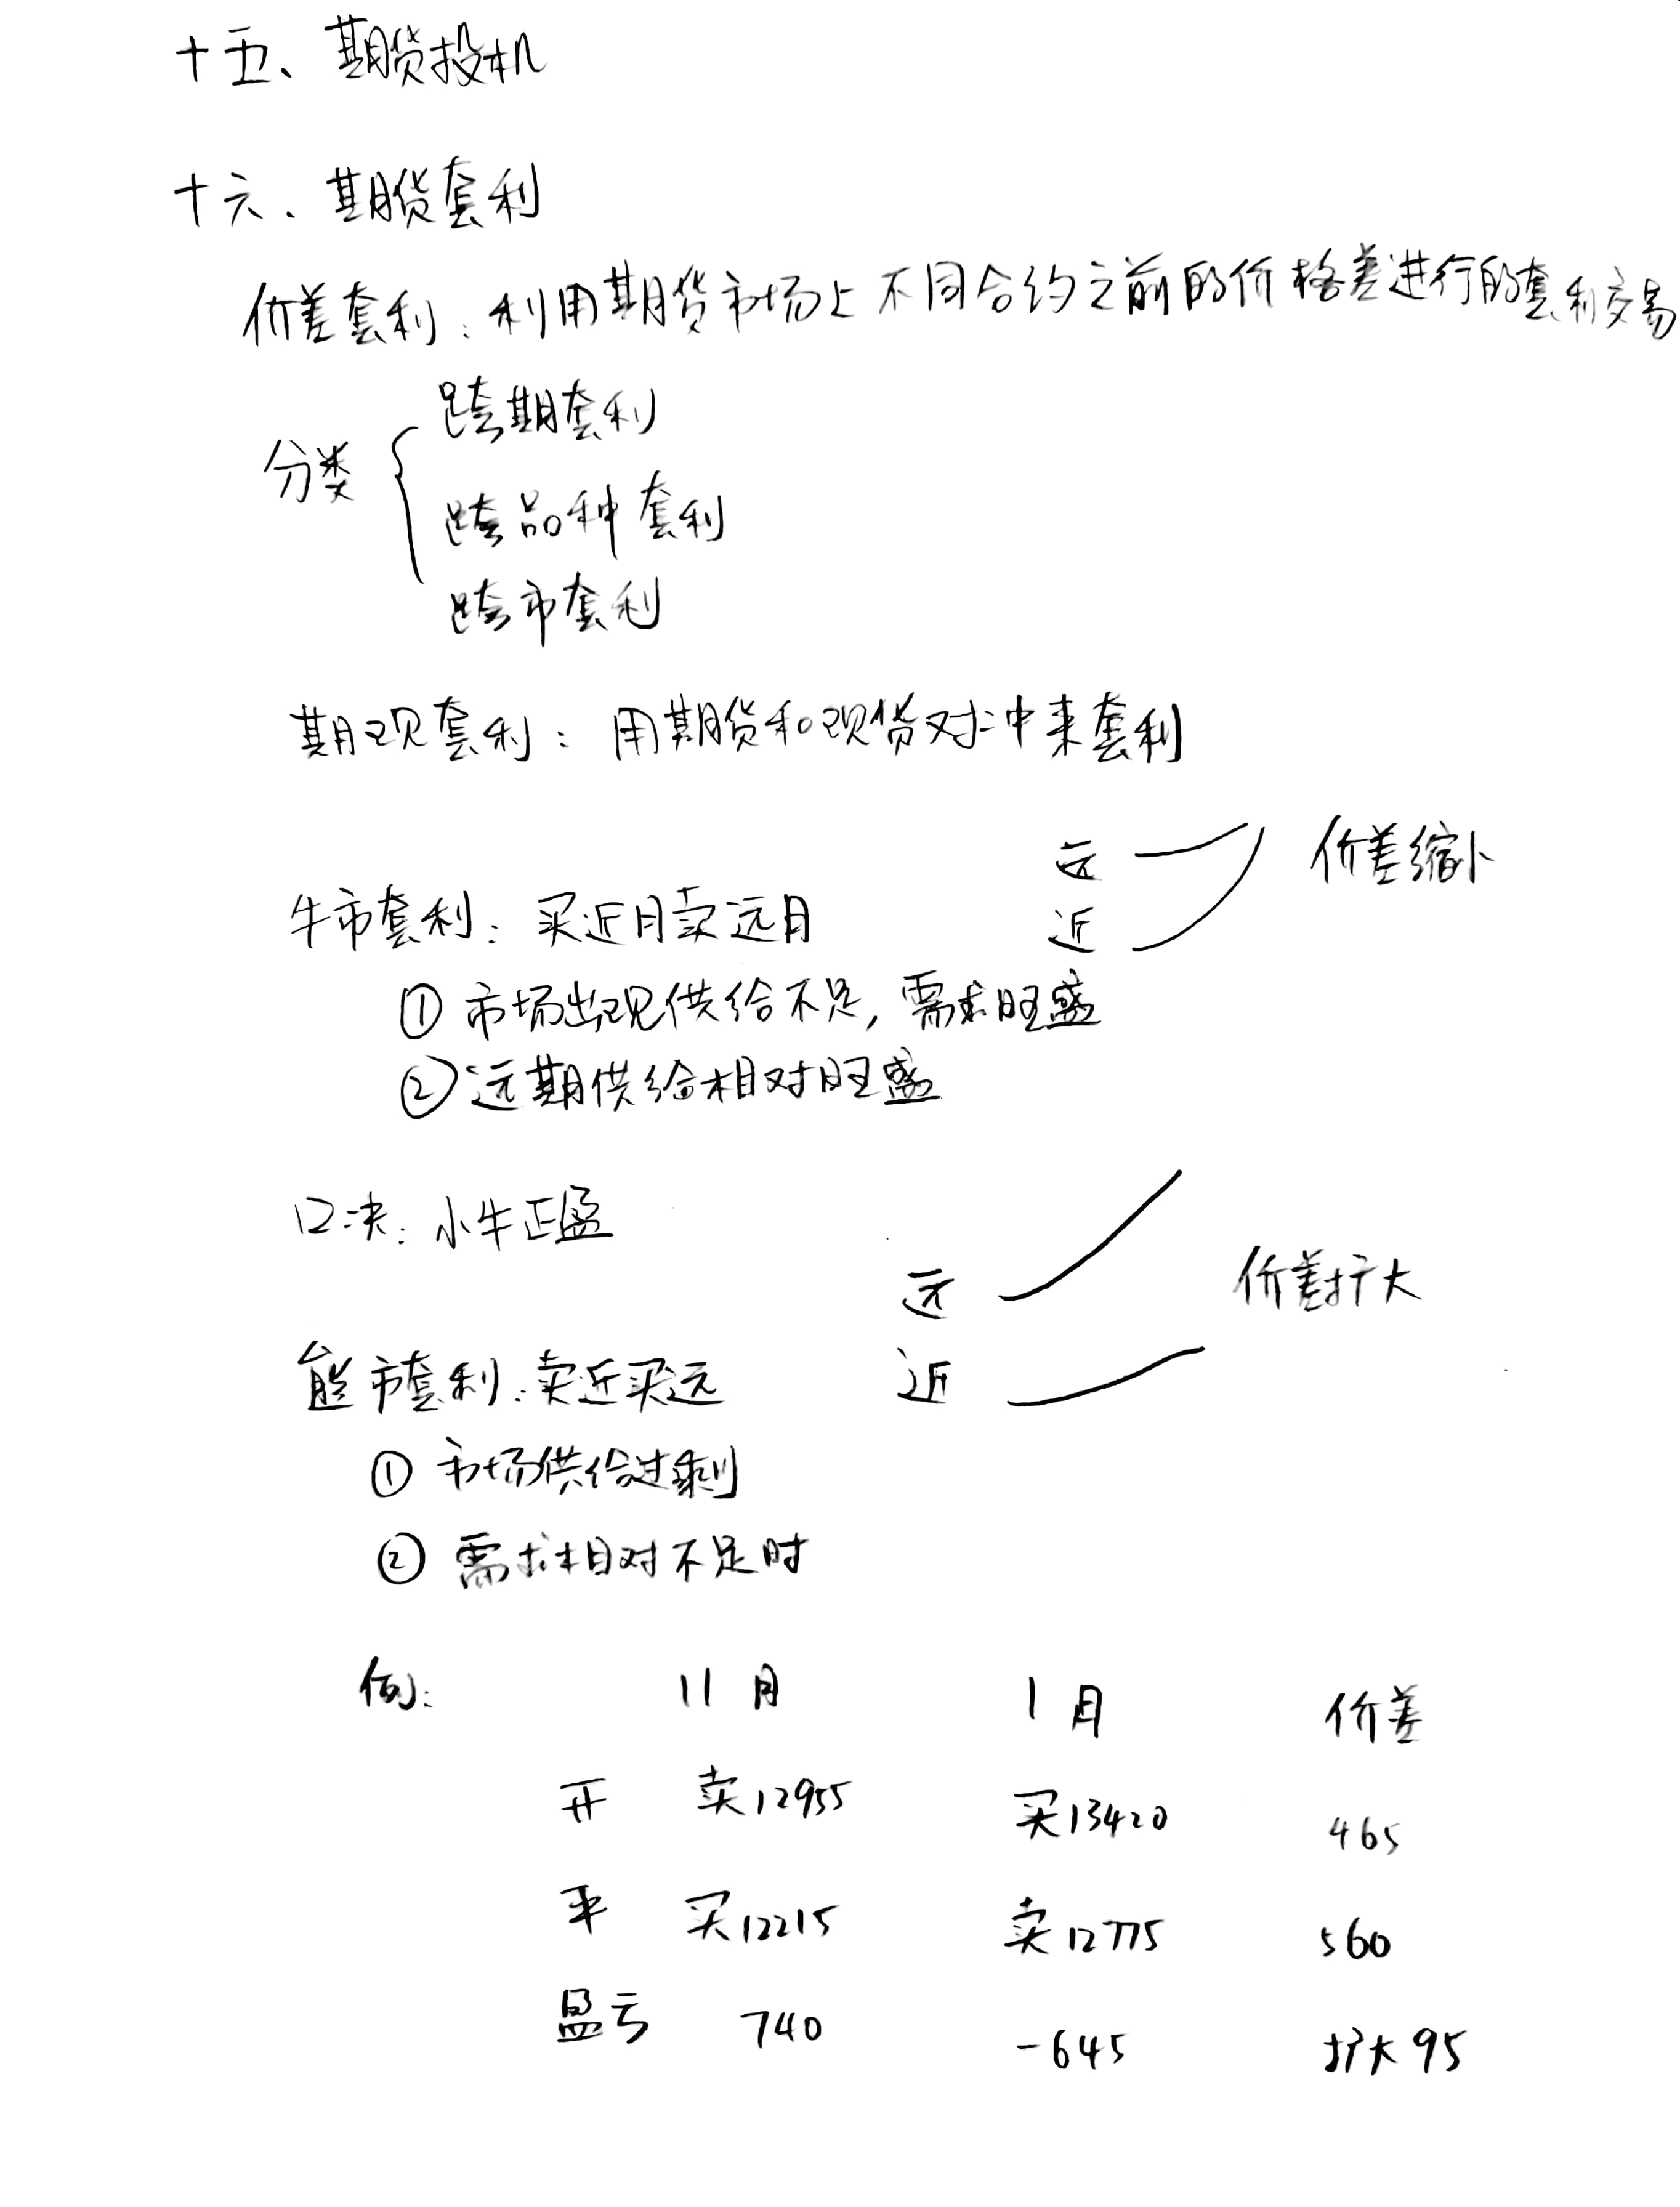 十五、期货投机
十六、期货套利
价差套利:利用期货市场上不同合约之前的价格差进行的套利交易
分类
跨期套利
跨品种套利
跨市套利
期现套利:用期货和现货对冲来套利
远 价差缩小
牛市套利:买近月卖远月 近
① 市场出现供给不足,需求旺盛
② 远期供给相对旺盛
口决:小牛正盈
远 价差扩大
熊市套利:卖近买远 近
① 市场供给过剩
② 需求相对不足时
例: 11月 1月 价差
开 卖12955 买13420 465
平 买12215 卖12775 560
盈亏 740 -645 扩大95